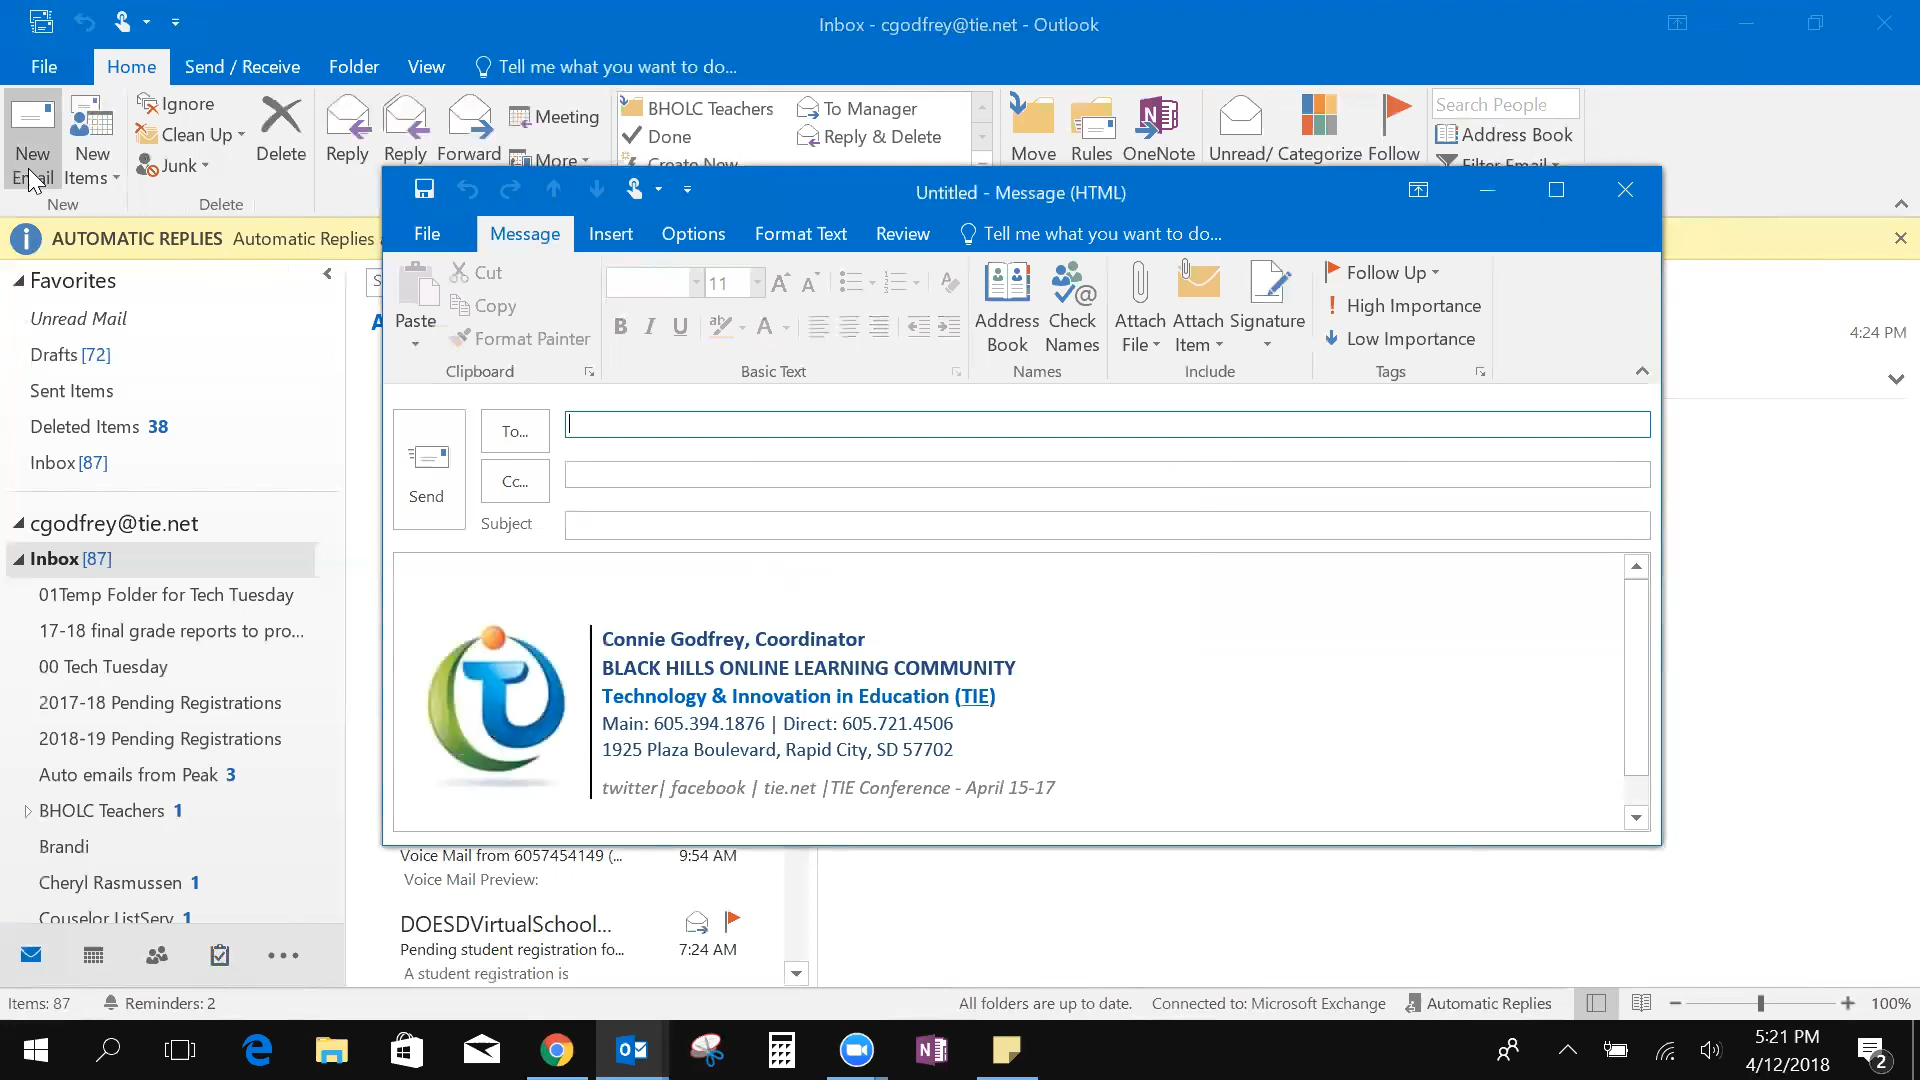 Inbox - cgodfrey@tie.net - Outlook
File Home Send / Receive Folder View Tell me what you want to do...
New Email
New Items
New
Ignore
Clean Up
Junk
Delete
Delete
Reply
Reply
Forward
Meeting
More
BHOLC Teachers
Done
Create New
To Manager
Reply & Delete
Move
Rules
OneNote
Unread/
Categorize
Follow
Search People
Address Book
Filter Email
AUTOMATIC REPLIES Automatic Replies
Favorites
Unread Mail
Drafts [72]
Sent Items
Deleted Items 38
Inbox [87]
cgodfrey@tie.net
Inbox [87]
01Temp Folder for Tech Tuesday
17-18 final grade reports to pro...
00 Tech Tuesday
2017-18 Pending Registrations
2018-19 Pending Registrations
Auto emails from Peak 3
BHOLC Teachers 1
Brandi
Cheryl Rasmussen 1
Couselor ListServ 1
4:24 PM
Untitled - Message (HTML)
File Message Insert Options Format Text Review Tell me what you want to do...
Paste
Cut
Copy
Format Painter
Clipboard
11
B I U
Basic Text
Address Book
Check Names
Names
Attach File
Attach Item
Signature
Include
Follow Up
High Importance
Low Importance
Tags
Send
To...
Cc...
Subject
Connie Godfrey, Coordinator
BLACK HILLS ONLINE LEARNING COMMUNITY
Technology & Innovation in Education (TIE)
Main: 605.394.1876 | Direct: 605.721.4506
1925 Plaza Boulevard, Rapid City, SD 57702
twitter| facebook | tie.net |TIE Conference - April 15-17
Voice Mail from 6057454149 (... 9:54 AM
Voice Mail Preview:
DOESDVirtualSchool...
Pending student registration fo... 7:24 AM
A student registration is
Items: 87 Reminders: 2 All folders are up to date. Connected to: Microsoft Exchange Automatic Replies 100%
5:21 PM
4/12/2018
2